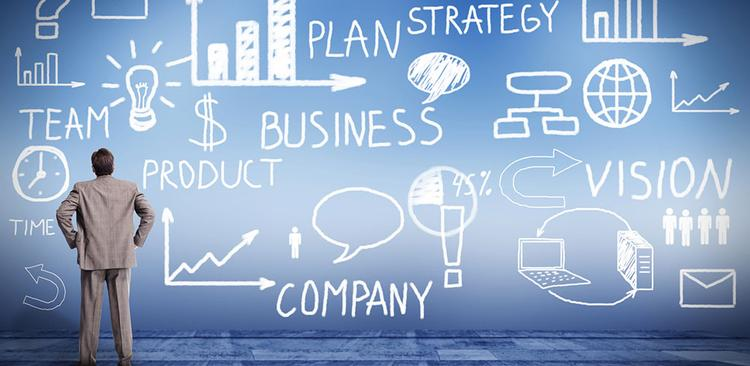 STRATEGY
PLAN
TEAM
$
BUSINESS
PRODUCT
45%
VISION
TIME
COMPANY